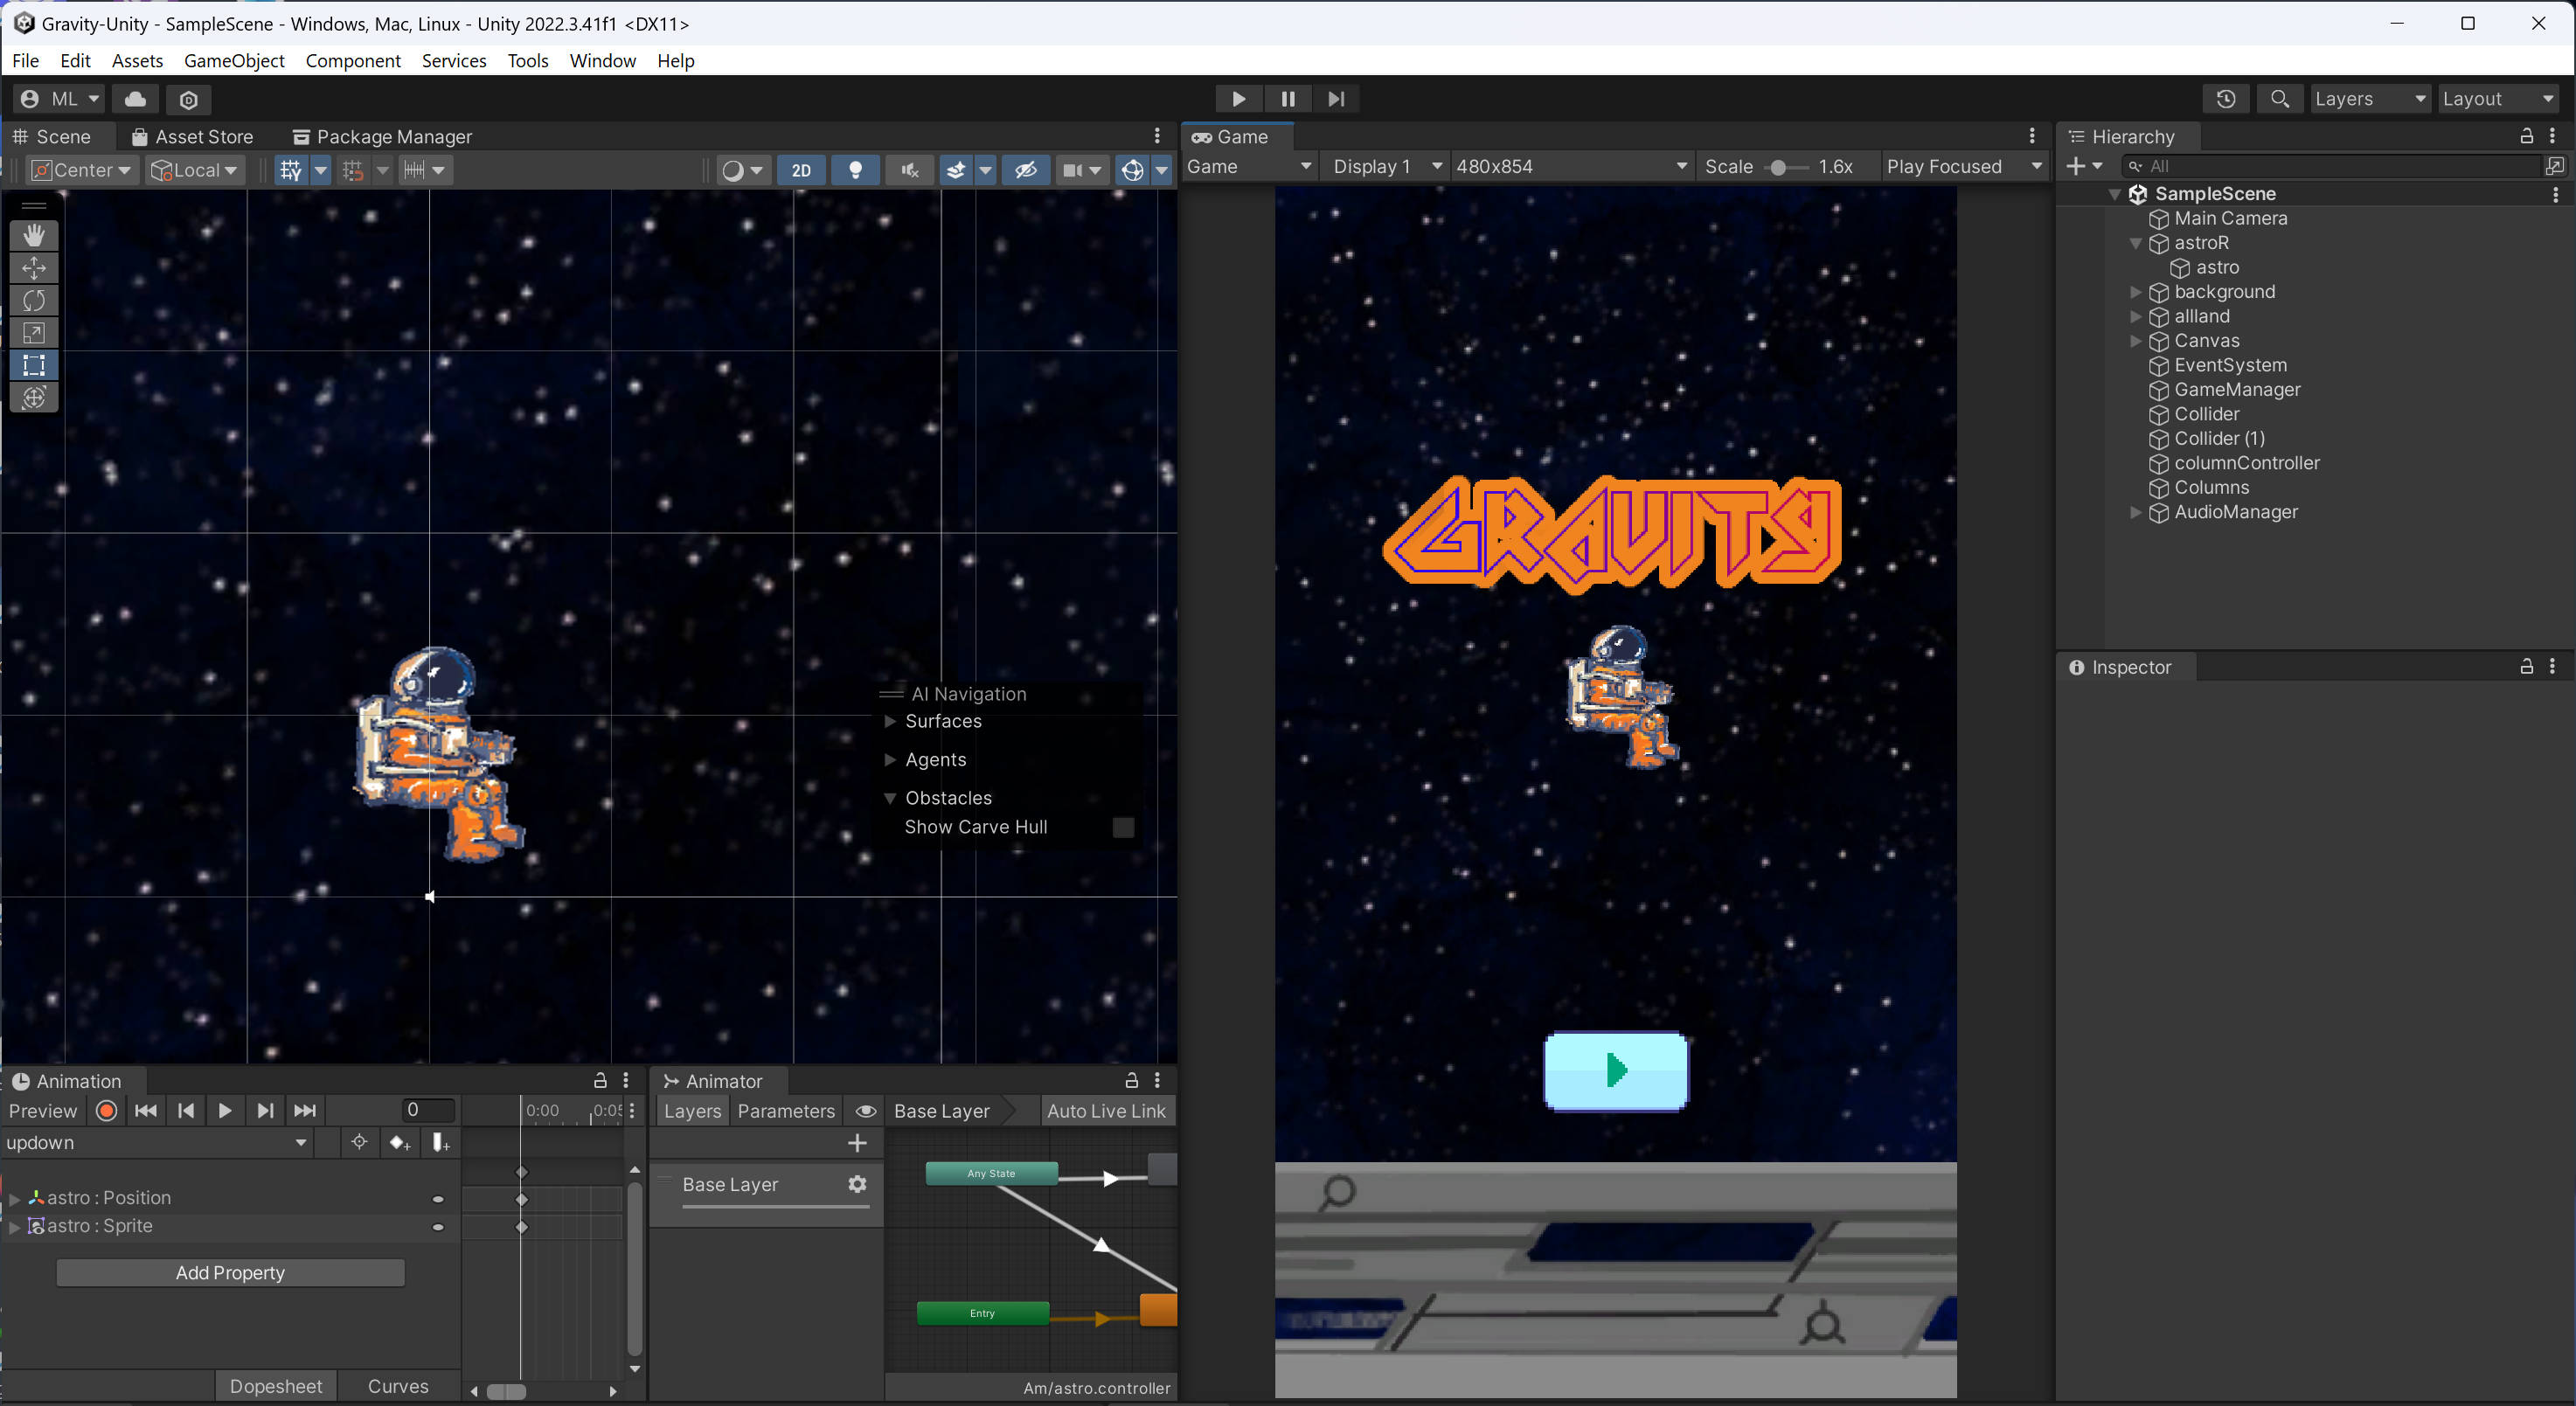 Gravity-Unity - SampleScene - Windows, Mac, Linux - Unity 2022.3.41f1 <DX11>
File Edit Assets GameObject Component Services Tools Window Help
ML
Layers Layout
Scene Asset Store Package Manager
Center Local 2D
Game
Game Display 1 480x854 Scale 1.6x Play Focused
GRAVITY
AI Navigation
Surfaces
Agents
Obstacles
Show Carve Hull
Hierarchy
All
SampleScene
Main Camera
astroR
astro
background
allland
Canvas
EventSystem
GameManager
Collider
Collider (1)
columnController
Columns
AudioManager
Inspector
Animation
Preview 0 0:00 0:05
updown
astro : Position
astro : Sprite
Add Property
Dopesheet Curves
Animator
Layers Parameters Base Layer Auto Live Link
Base Layer
Any State
Entry
Am/astro.controller